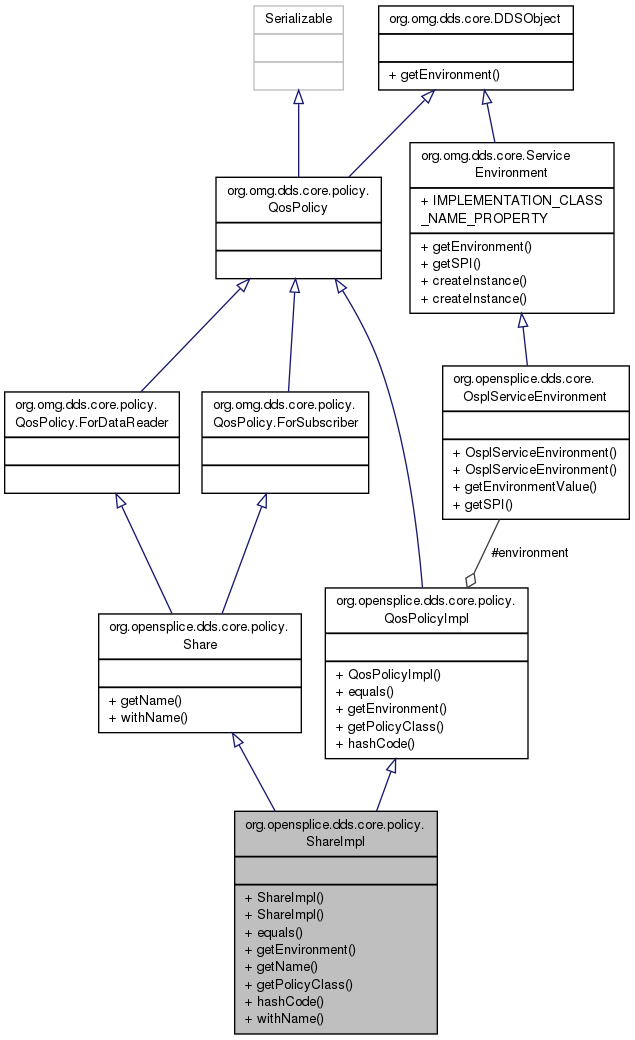 Serializable
org.omg.dds.core.DDSObject
+ getEnvironment()
org.omg.dds.core.policy.
QosPolicy
org.omg.dds.core.Service
Environment
+ IMPLEMENTATION_CLASS
_NAME_PROPERTY
+ getEnvironment()
+ getSPI()
+ createInstance()
+ createInstance()
org.omg.dds.core.policy.
QosPolicy.ForDataReader
org.omg.dds.core.policy.
QosPolicy.ForSubscriber
org.opensplice.dds.core.
OsplServiceEnvironment
+ OsplServiceEnvironment()
+ OsplServiceEnvironment()
+ getEnvironmentValue()
+ getSPI()
#environment
org.opensplice.dds.core.policy.
Share
+ getName()
+ withName()
org.opensplice.dds.core.policy.
QosPolicyImpl
+ QosPolicyImpl()
+ equals()
+ getEnvironment()
+ getPolicyClass()
+ hashCode()
org.opensplice.dds.core.policy.
ShareImpl
+ ShareImpl()
+ ShareImpl()
+ equals()
+ getEnvironment()
+ getName()
+ getPolicyClass()
+ hashCode()
+ withName()